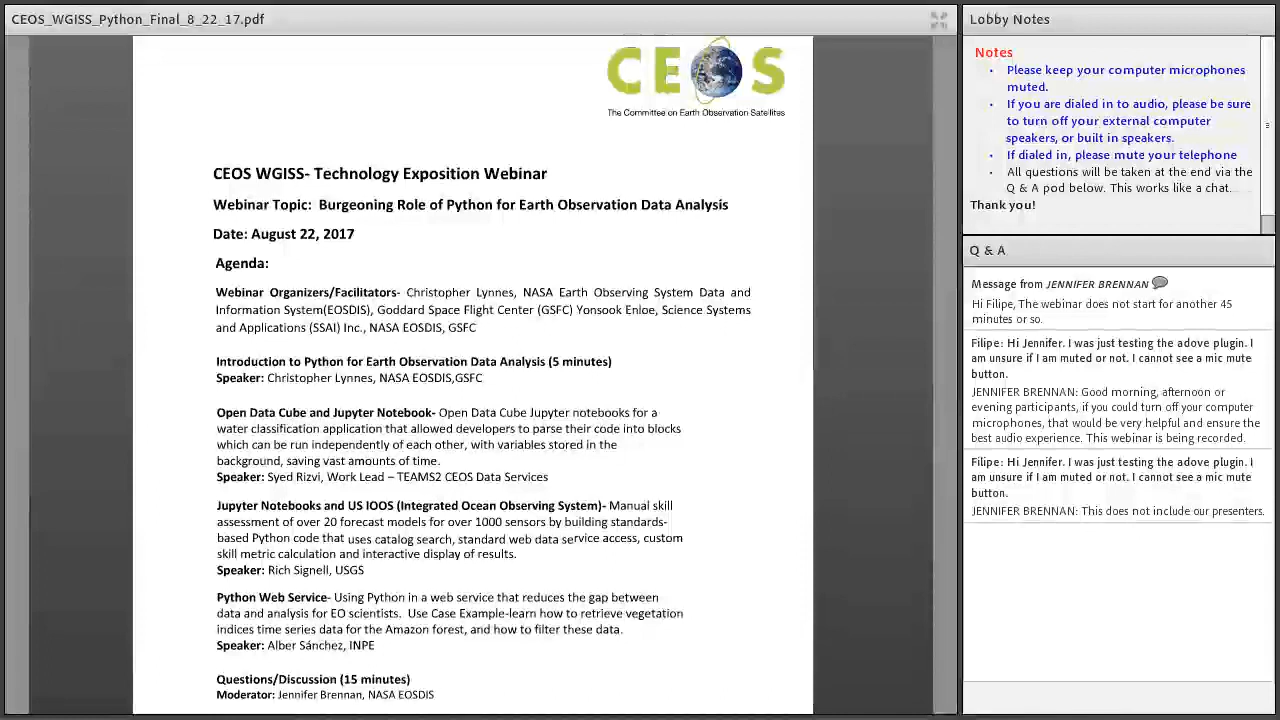 CEOS_WGISS_Python_Final_8_22_17.pdf
CEOS
The Committee on Earth Observation Satellites
CEOS WGISS- Technology Exposition Webinar
Webinar Topic:  Burgeoning Role of Python for Earth Observation Data Analysis
Date: August 22, 2017
Agenda:
Webinar Organizers/Facilitators- Christopher Lynnes, NASA Earth Observing System Data and
Information System(EOSDIS), Goddard Space Flight Center (GSFC) Yonsook Enloe, Science Systems
and Applications (SSAI) Inc., NASA EOSDIS, GSFC
Introduction to Python for Earth Observation Data Analysis (5 minutes)
Speaker: Christopher Lynnes, NASA EOSDIS,GSFC
Open Data Cube and Jupyter Notebook- Open Data Cube Jupyter notebooks for a
water classification application that allowed developers to parse their code into blocks
which can be run independently of each other, with variables stored in the
background, saving vast amounts of time.
Speaker: Syed Rizvi, Work Lead – TEAMS2 CEOS Data Services
Jupyter Notebooks and US IOOS (Integrated Ocean Observing System)- Manual skill
assessment of over 20 forecast models for over 1000 sensors by building standards-
based Python code that uses catalog search, standard web data service access, custom
skill metric calculation and interactive display of results.
Speaker: Rich Signell, USGS
Python Web Service- Using Python in a web service that reduces the gap between
data and analysis for EO scientists.  Use Case Example-learn how to retrieve vegetation
indices time series data for the Amazon forest, and how to filter these data.
Speaker: Alber Sánchez, INPE
Questions/Discussion (15 minutes)
Moderator: Jennifer Brennan, NASA EOSDIS
Lobby Notes
Notes
• Please keep your computer microphones
muted.
• If you are dialed in to audio, please be sure
to turn off your external computer
speakers, or built in speakers.
• If dialed in, please mute your telephone
• All questions will be taken at the end via the
Q & A pod below. This works like a chat.
Thank you!
Q & A
Message from JENNIFER BRENNAN
Hi Filipe, The webinar does not start for another 45
minutes or so.
Filipe: Hi Jennifer. I was just testing the adove plugin. I
am unsure if I am muted or not. I cannot see a mic mute
button.
JENNIFER BRENNAN: Good morning, afternoon or
evening participants, if you could turn off your computer
microphones, that would be very helpful and ensure the
best audio experience. This webinar is being recorded.
Filipe: Hi Jennifer. I was just testing the adove plugin. I
am unsure if I am muted or not. I cannot see a mic mute
button.
JENNIFER BRENNAN: This does not include our presenters.